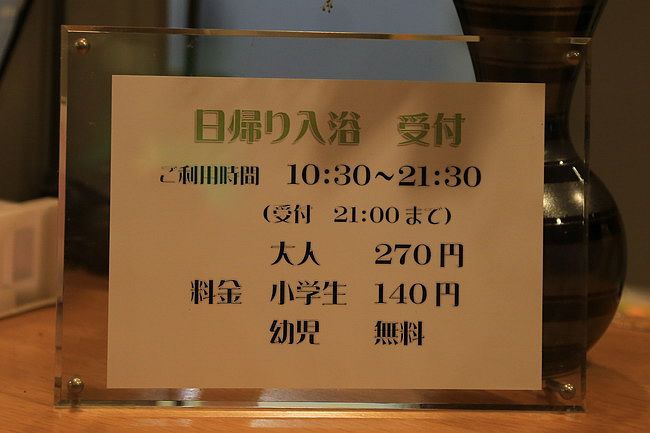 日帰り入浴 受付
ご利用時間 10:30～21:30
(受付 21:00まで)
大人 270円
料金 小学生 140円
幼児 無料